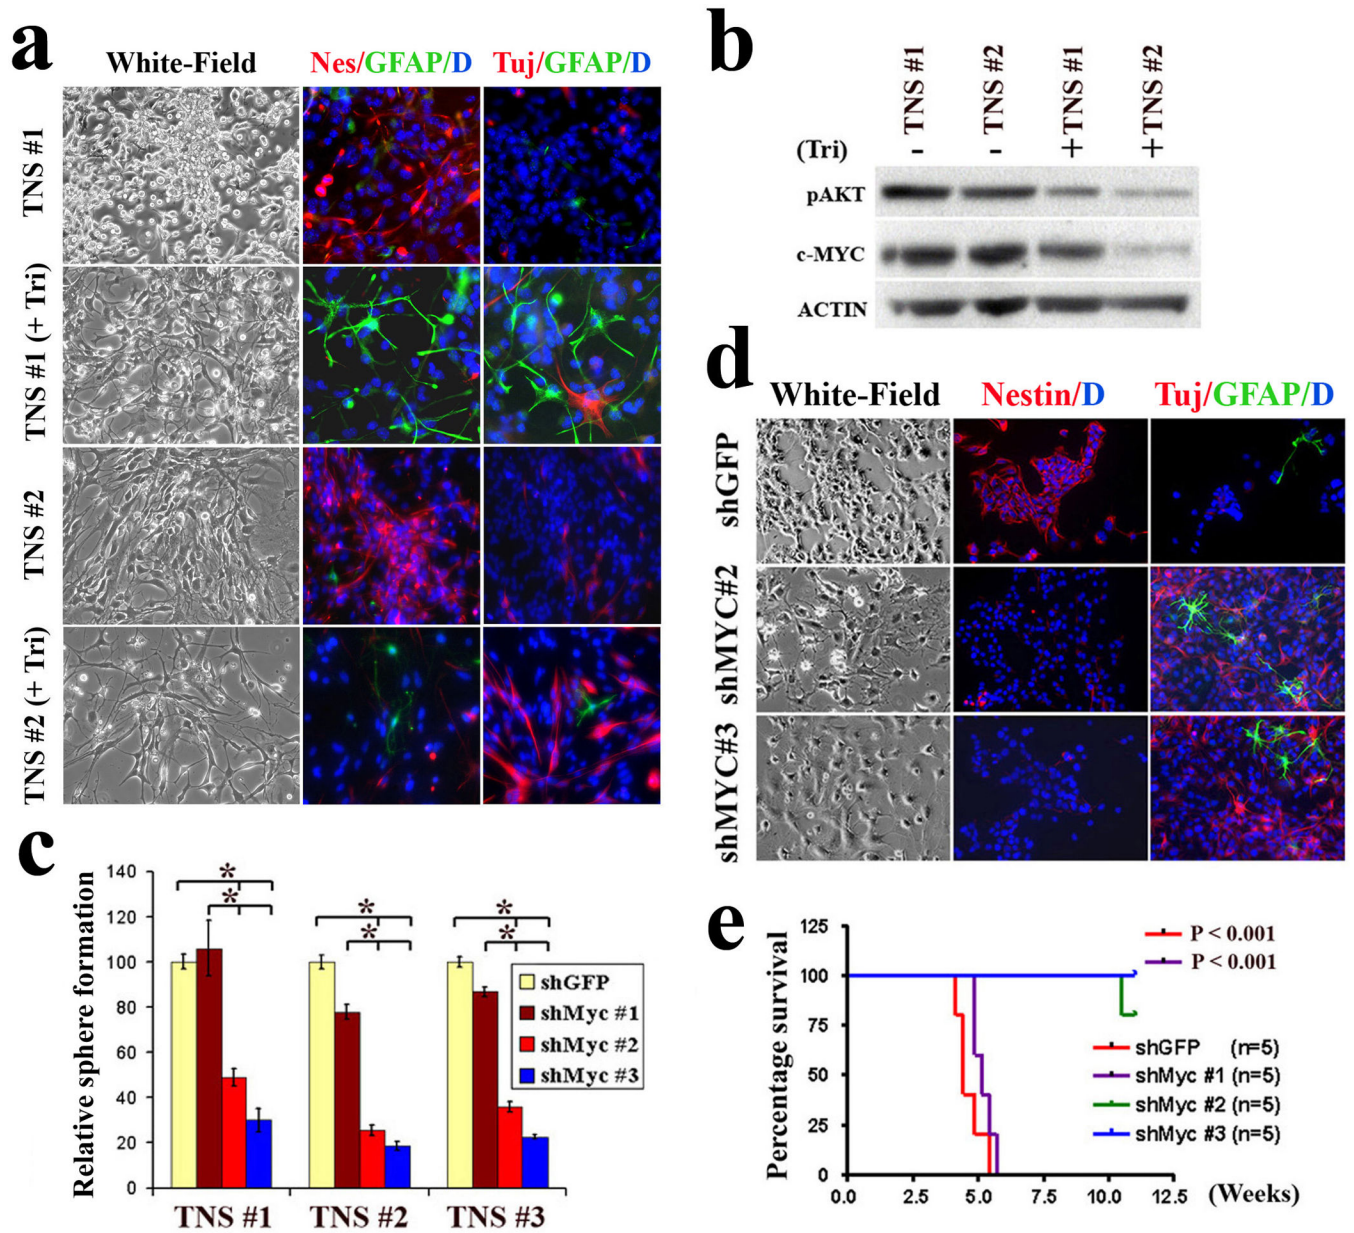 a
White-Field Nes/GFAP/D Tuj/GFAP/D
TNS #1
TNS #1 (+ Tri)
TNS #2
TNS #2 (+ Tri)
b
TNS #1 TNS #2 TNS #1 TNS #2
(Tri) - - + +
pAKT
c-MYC
ACTIN
c
Relative sphere formation
140
120
100
80
60
40
20
0
* * * * * *
shGFP
shMyc #1
shMyc #2
shMyc #3
TNS #1 TNS #2 TNS #3
d
White-Field Nestin/D Tuj/GFAP/D
shGFP
shMYC#2
shMYC#3
e
Percentage survival
125
100
75
50
25
0
P < 0.001
P < 0.001
shGFP (n=5)
shMyc #1 (n=5)
shMyc #2 (n=5)
shMyc #3 (n=5)
0.0 2.5 5.0 7.5 10.0 12.5 (Weeks)